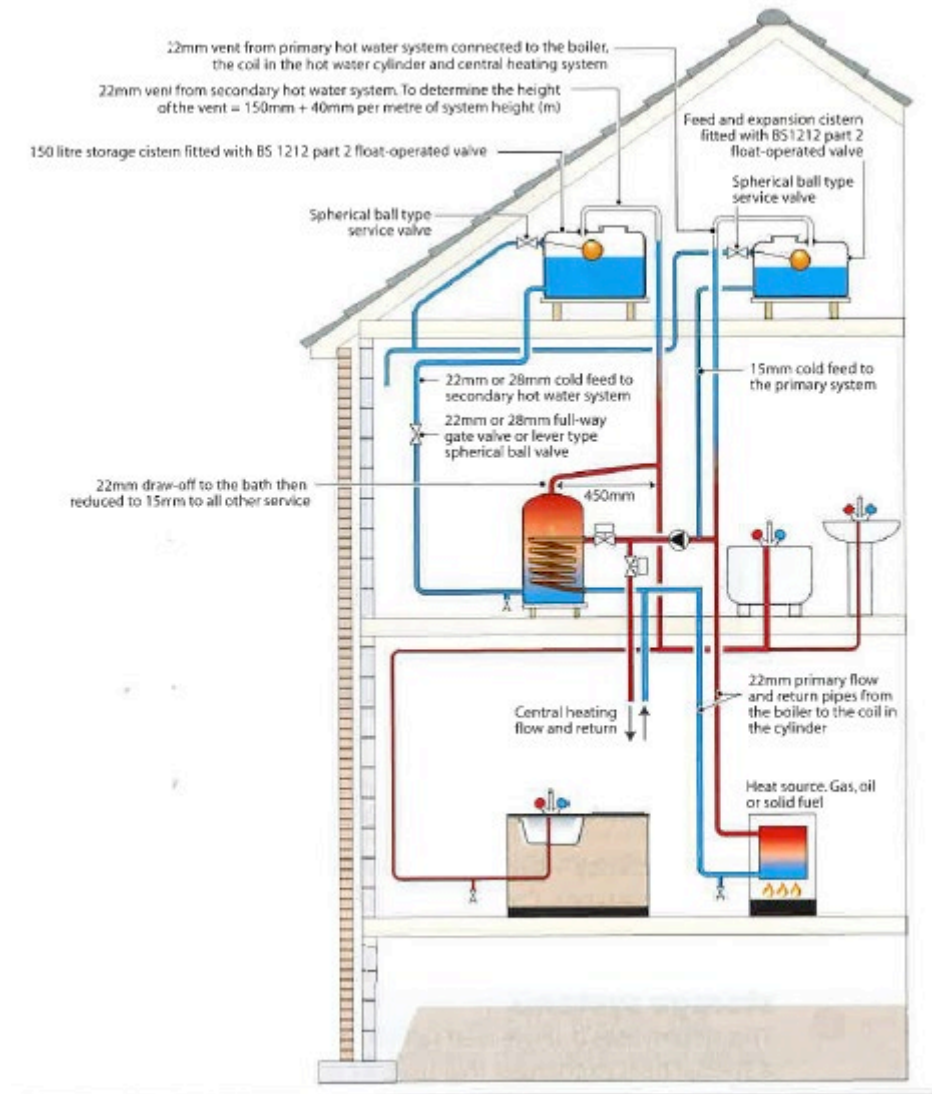 22mm vent from primary hot water system connected to the boiler,
the coil in the hot water cylinder and central heating system
22mm vent from secondary hot water system. To determine the height
of the vent = 150mm + 40mm per metre of system height (m)
Feed and expansion cistern
fitted with BS1212 part 2
float-operated valve
150 litre storage cistern fitted with BS 1212 part 2 float-operated valve
Spherical ball type
service valve
Spherical ball type
service valve
22mm or 28mm cold feed to
secondary hot water system
15mm cold feed to
the primary system
22mm or 28mm full-way
gate valve or lever type
spherical ball valve
22mm draw-off to the bath then
reduced to 15mm to all other service
450mm
22mm primary flow
and return pipes from
the boiler to the coil in
the cylinder
Central heating
flow and return
Heat source. Gas, oil
or solid fuel